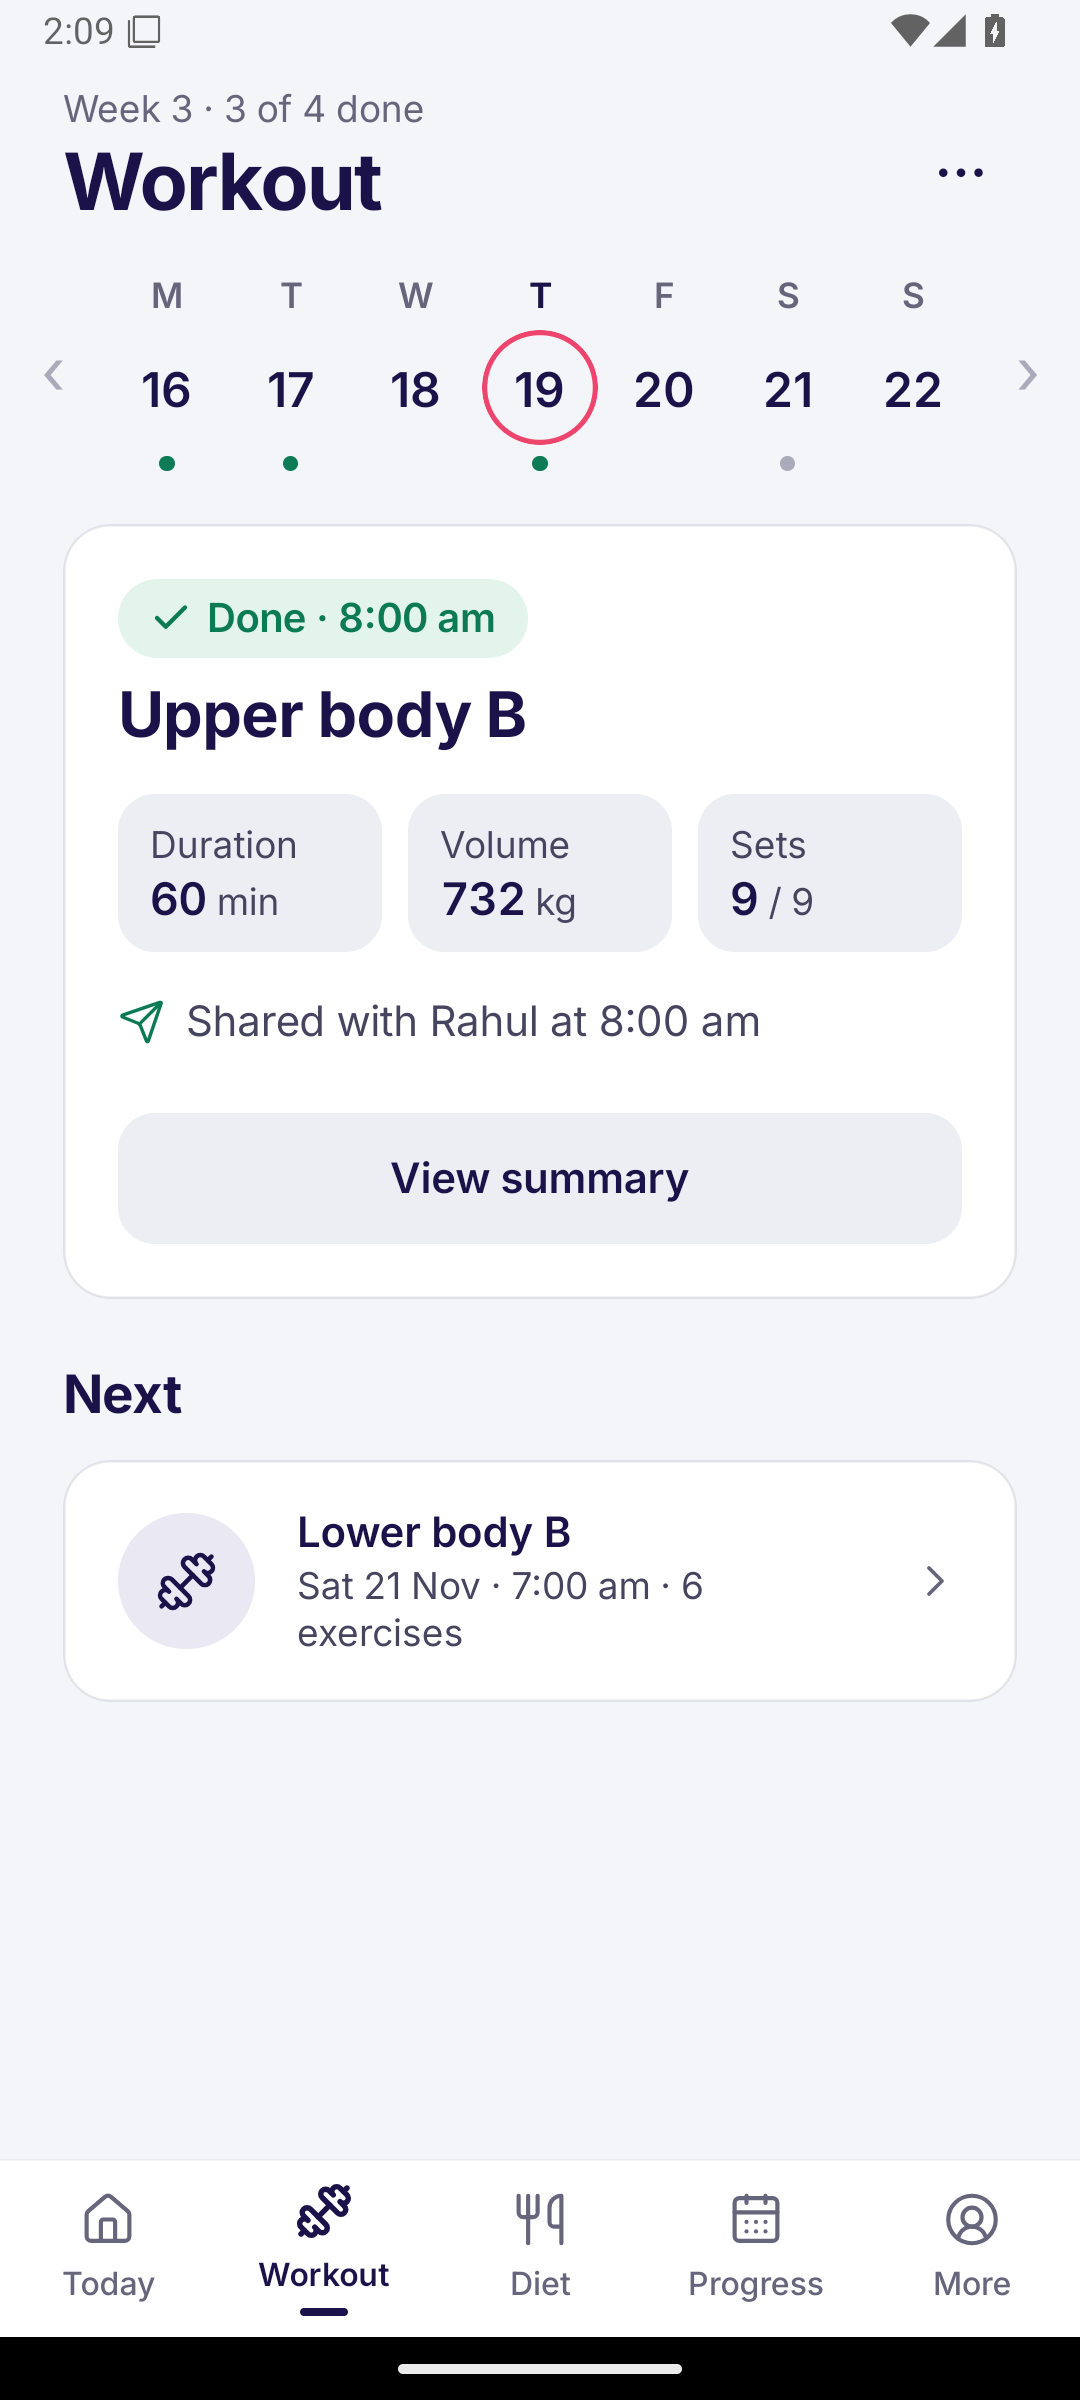 2:09
Week 3 · 3 of 4 done
Workout
M T W T F S S
16 17 18 19 20 21 22
Done · 8:00 am
Upper body B
Duration Volume Sets
60 min 732 kg 9 / 9
Shared with Rahul at 8:00 am
View summary
Next
Lower body B
Sat 21 Nov · 7:00 am · 6
exercises
Today Workout Diet Progress More